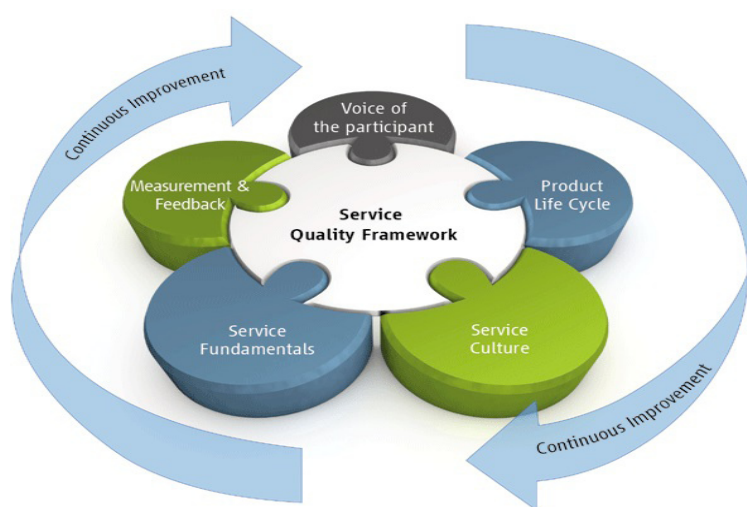 Continuous Improvement
Voice of
the participant
Measurement &
Feedback
Product
Life Cycle
Service
Quality Framework
Service
Fundamentals
Service
Culture
Continuous Improvement